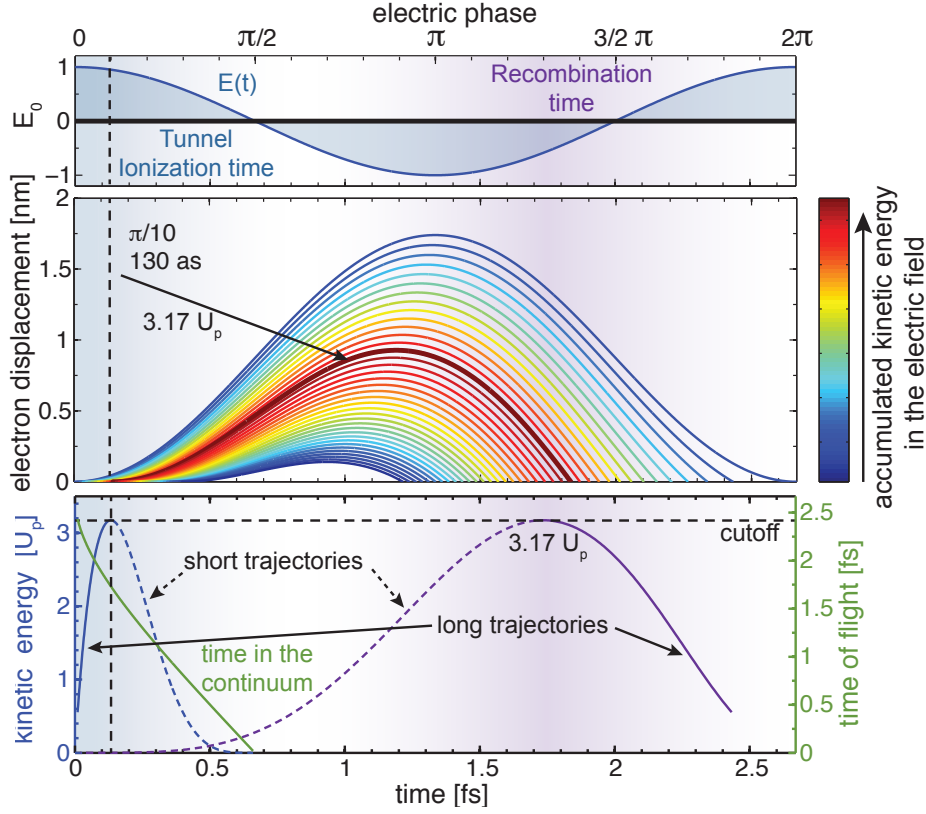 electric phase
0 π/2 π 3/2 π 2π
1
0
−1
E₀
E(t)
Recombination
time
Tunnel
Ionization time
2
1.5
1
0.5
0
electron displacement [nm]
π/10
130 as
3.17 Uₚ
accumulated kinetic energy
in the electric field
3
2
1
0
kinetic energy [Uₚ]
short trajectories
3.17 Uₚ
cutoff
long trajectories
time in the
continuum
2.5
2
1.5
1
0.5
0
time of flight [fs]
0 0.5 1 1.5 2 2.5
time [fs]